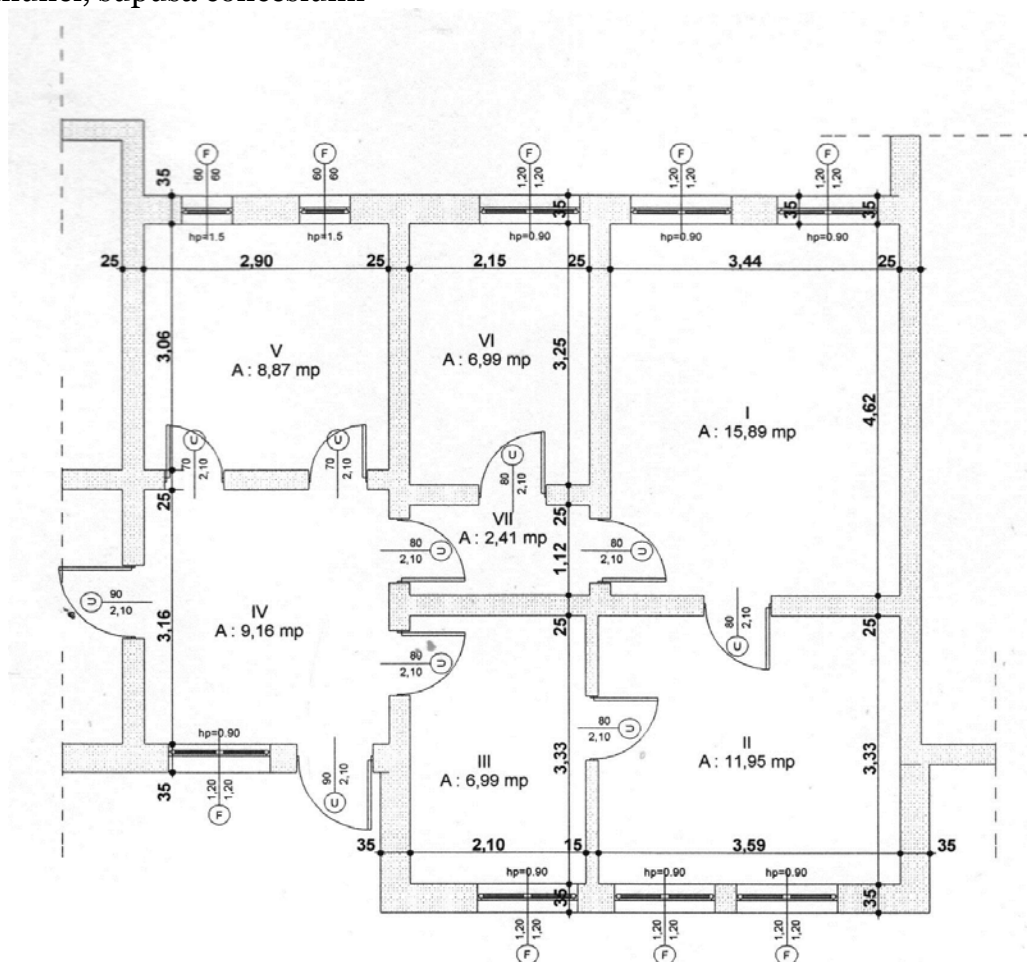 supusă concesiunii
F F F F F
60 60 60 60 1,20 1,20 1,20 1,20 1,20 1,20
35 35 35 35
hp=1.5 hp=1.5 hp=0.90 hp=0.90 hp=0.90
25 2,90 25 2,15 25 3,44 25
3,06 3,25 4,62
V
A : 8,87 mp
VI
A : 6,99 mp
I
A : 15,89 mp
U 70 2,10
U 70 2,10
U 80 2,10
25 25
VII
A : 2,41 mp
1,12
80 2,10 U
80 2,10 U
U 90 2,10
3,16
IV
A : 9,16 mp
25 25
80 2,10 U
80 2,10 U
80 2,10 U
hp=0.90
III
A : 6,99 mp
3,33
II
A : 11,95 mp
3,33
35
1,20 1,20
F
90 2,10
U
35 2,10 15 3,59 35
hp=0.90 hp=0.90 hp=0.90
35 35
1,20 1,20 1,20 1,20 1,20 1,20
F F F